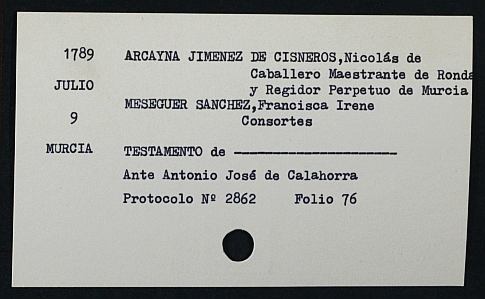 1789 ARCAYNA JIMENEZ DE CISNEROS,Nicolás de
Caballero Maestrante de Ronda
JULIO
y Regidor Perpetuo de Murcia
9 MESEGUER SANCHEZ,Francisca Irene
Consortes
MURCIA TESTAMENTO de ----------------------
Ante Antonio José de Calahorra
Protocolo Nº 2862 Folio 76